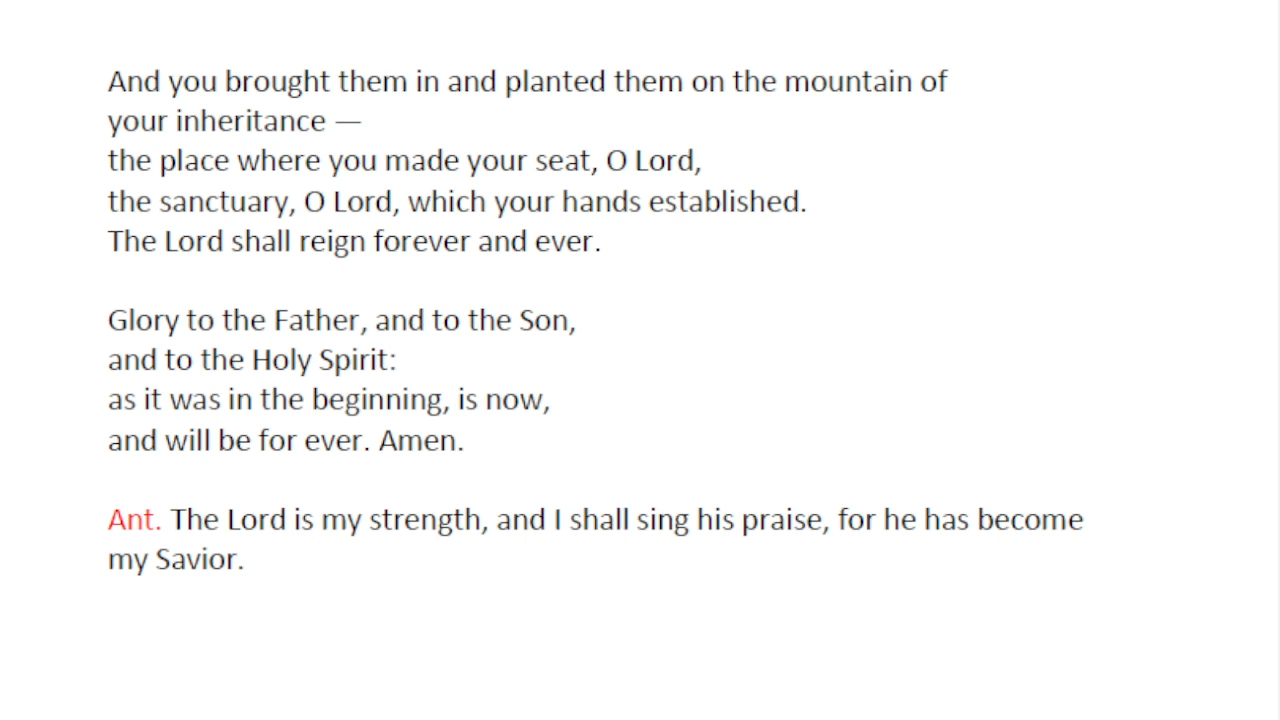 And you brought them in and planted them on the mountain of
your inheritance —
the place where you made your seat, O Lord,
the sanctuary, O Lord, which your hands established.
The Lord shall reign forever and ever.
Glory to the Father, and to the Son,
and to the Holy Spirit:
as it was in the beginning, is now,
and will be for ever. Amen.
Ant. The Lord is my strength, and I shall sing his praise, for he has become
my Savior.